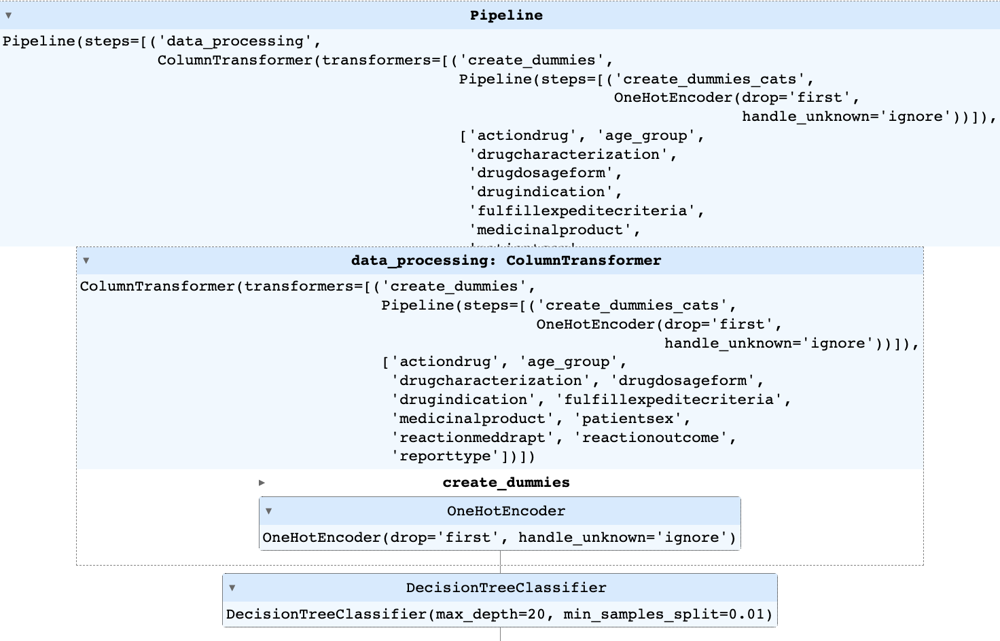 Pipeline
Pipeline(steps=[('data_processing',
ColumnTransformer(transformers=[('create_dummies',
Pipeline(steps=[('create_dummies_cats',
OneHotEncoder(drop='first',
handle_unknown='ignore'))]),
['actiondrug', 'age_group',
'drugcharacterization',
'drugdosageform',
'drugindication',
'fulfillexpeditecriteria',
'medicinalproduct',
data_processing: ColumnTransformer
ColumnTransformer(transformers=[('create_dummies',
Pipeline(steps=[('create_dummies_cats',
OneHotEncoder(drop='first',
handle_unknown='ignore'))]),
['actiondrug', 'age_group',
'drugcharacterization', 'drugdosageform',
'drugindication', 'fulfillexpeditecriteria',
'medicinalproduct', 'patientsex',
'reactionmeddrapt', 'reactionoutcome',
'reporttype'])])
create_dummies
OneHotEncoder
OneHotEncoder(drop='first', handle_unknown='ignore')
DecisionTreeClassifier
DecisionTreeClassifier(max_depth=20, min_samples_split=0.01)